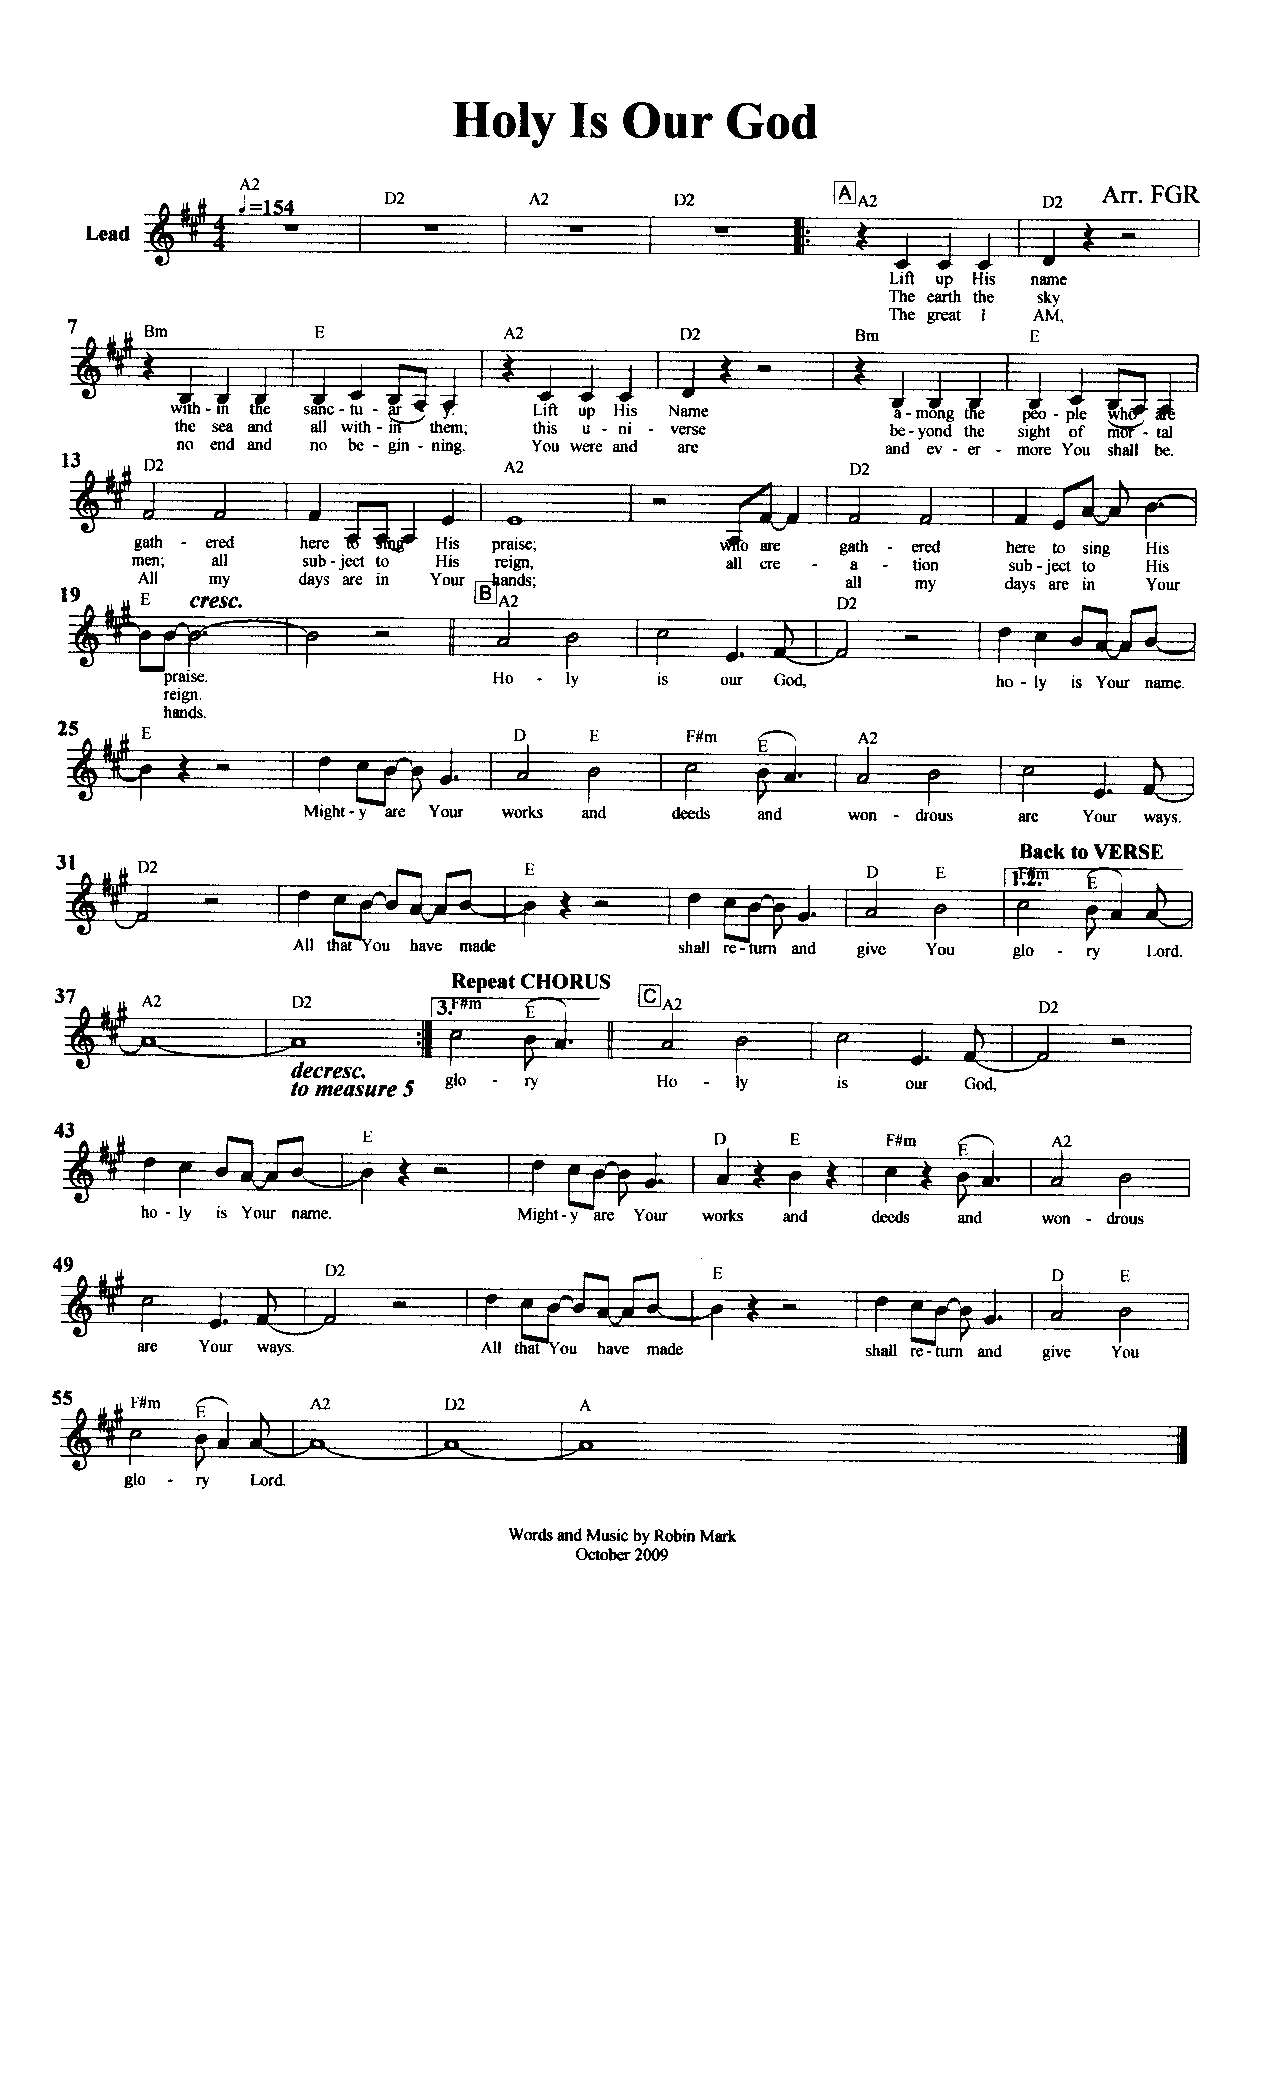 Holy Is Our God
Arr. FGR
A2 D2 A2 D2 A A2 D2
♩=154
Lead
4
4
Lift up His name
The earth the sky
The great I AM,
7 Bm E A2 D2 Bm E
with - in the sanc - tu - ar - y. Lift up His Name a - mong the peo - ple who are
the sea and all with - in them; this u - ni - verse be - yond the sight of mor - tal
no end and no be - gin - ning. You were and are and ev - er - more You shall be.
13 D2 A2 D2
gath - ered here to sing His praise; who are gath - ered here to sing His
men; all sub - ject to His reign, all cre - a - tion sub - ject to His
All my days are in Your hands; all my days are in Your
19 E cresc. B A2 D2
praise. Ho - ly is our God, ho - ly is Your name.
reign.
hands.
25 E D E F#m E A2
Might - y are Your works and deeds and won - drous are Your ways.
Back to VERSE
31 D2 E D E 1.2. F#m E
All that You have made shall re - turn and give You glo - ry Lord.
Repeat CHORUS
37 A2 D2 3. F#m E C A2 D2
decresc.
to measure 5
glo - ry Ho - ly is our God,
43 E D E F#m E A2
ho - ly is Your name. Might - y are Your works and deeds and won - drous
49 D2 E D E
are Your ways. All that You have made shall re - turn and give You
55 F#m E A2 D2 A
glo - ry Lord.
Words and Music by Robin Mark
October 2009